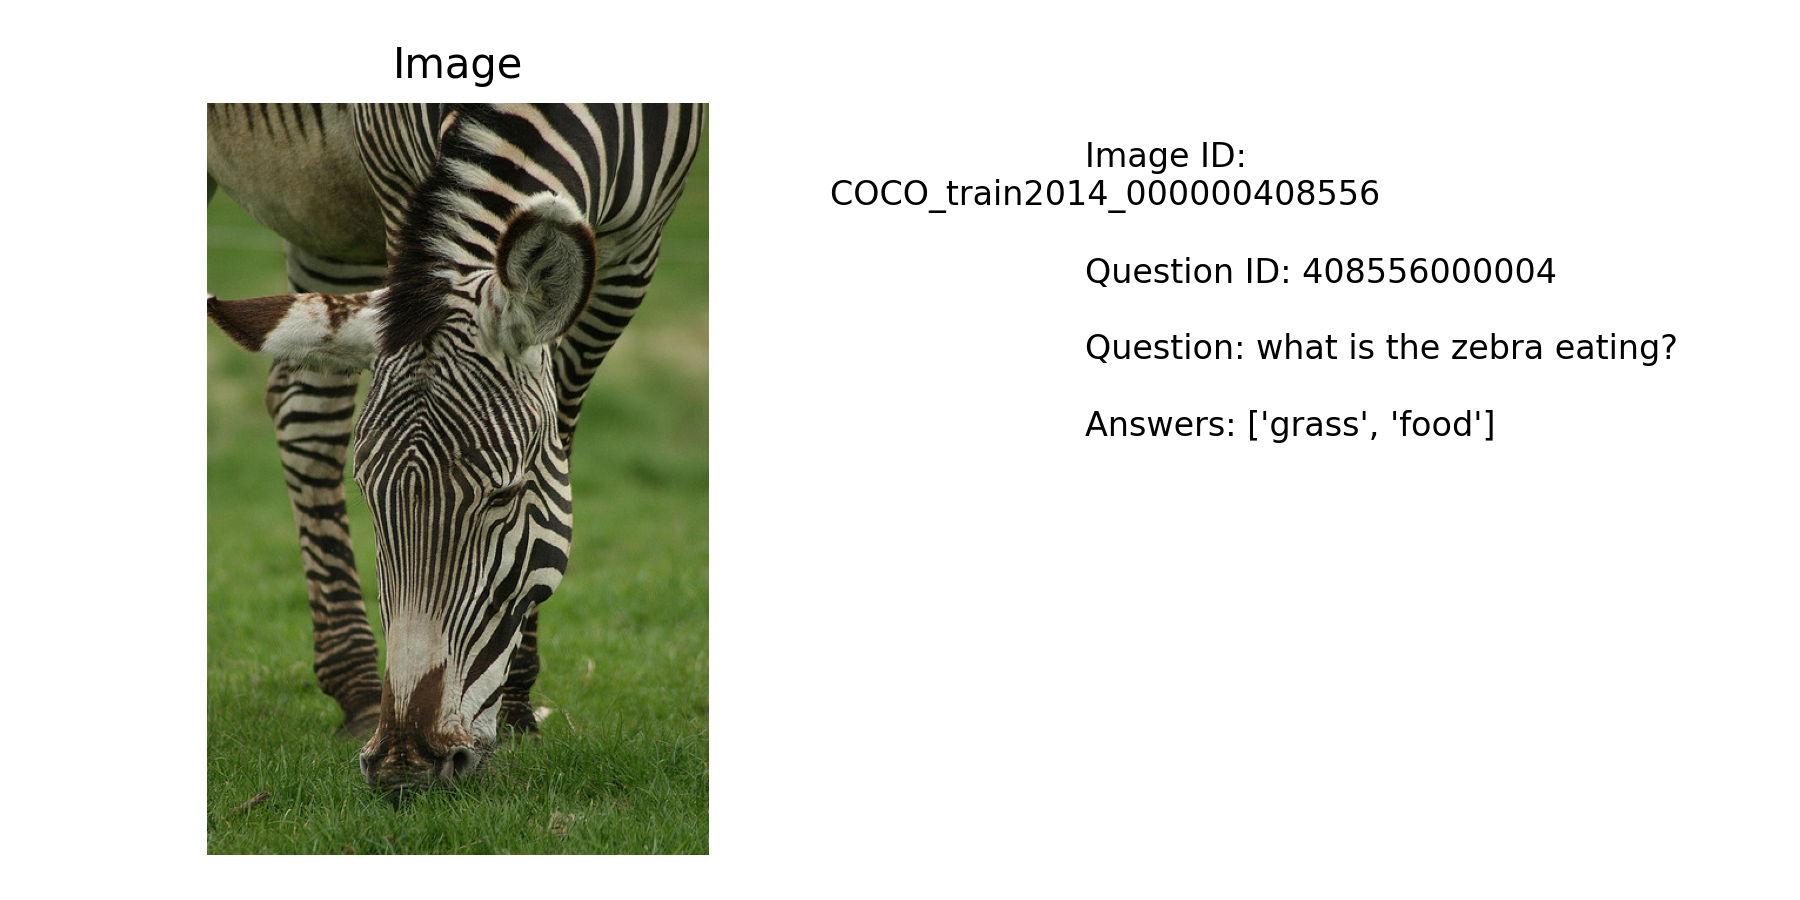 Image
Image ID:
COCO_train2014_000000408556
Question ID: 408556000004
Question: what is the zebra eating?
Answers: ['grass', 'food']